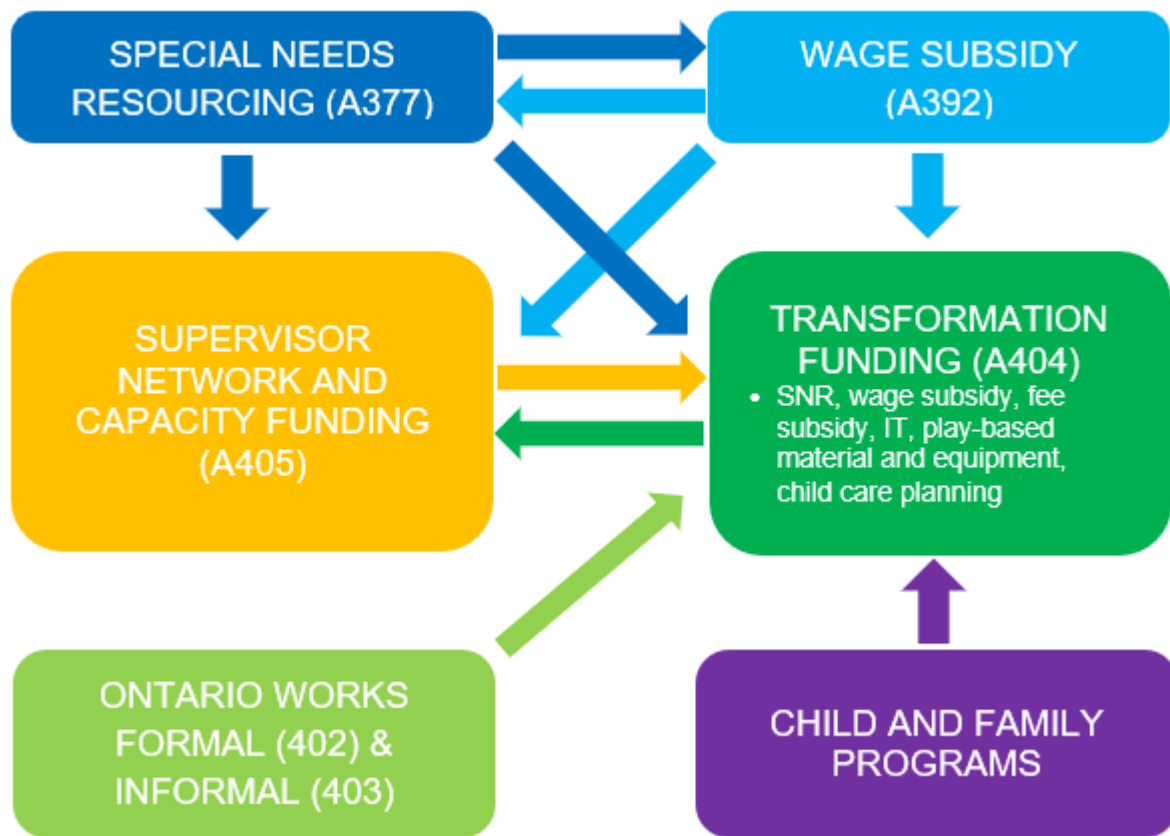 SPECIAL NEEDS
RESOURCING (A377)
WAGE SUBSIDY
(A392)
SUPERVISOR
NETWORK AND
CAPACITY FUNDING
(A405)
TRANSFORMATION
FUNDING (A404)
• SNR, wage subsidy, fee
subsidy, IT, play-based
material and equipment,
child care planning
ONTARIO WORKS
FORMAL (402) &
INFORMAL (403)
CHILD AND FAMILY
PROGRAMS